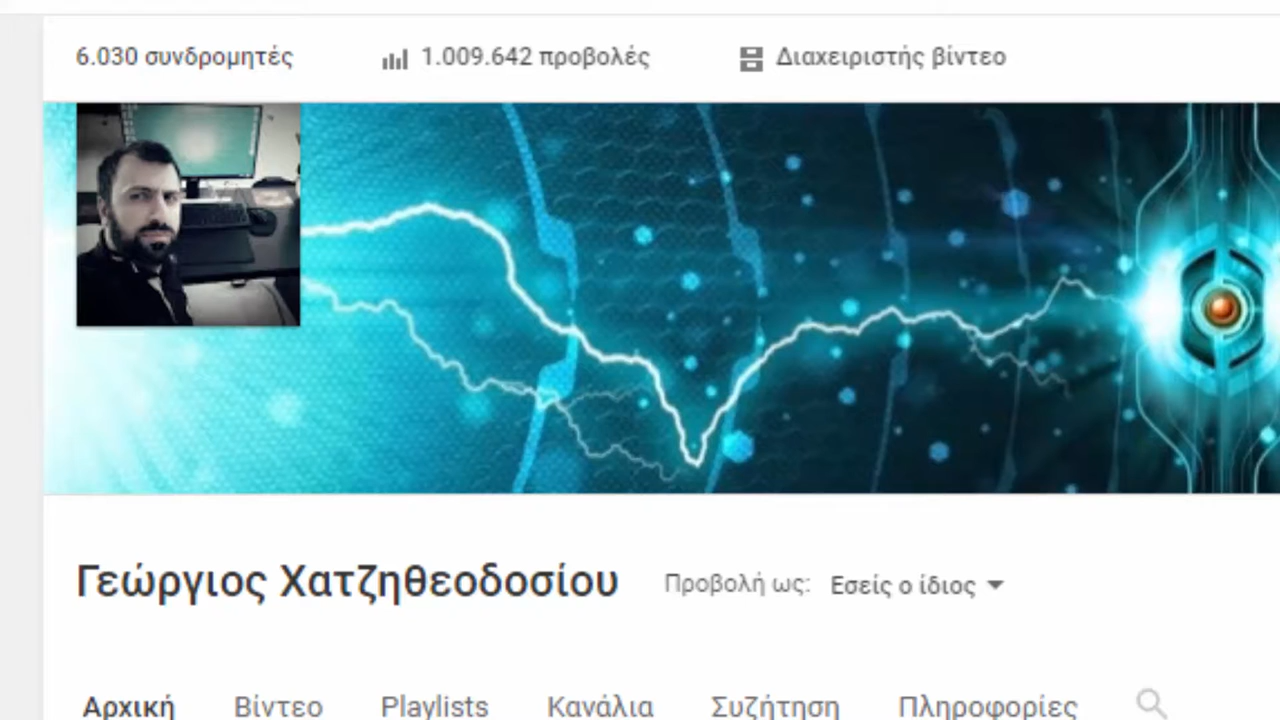 6.030 συνδρομητές 1.009.642 προβολές Διαχειριστής βίντεο
Γεώργιος Χατζηθεοδοσίου Προβολή ως: Εσείς ο ίδιος
Αρχική Βίντεο Playlists Κανάλια Συζήτηση Πληροφορίες